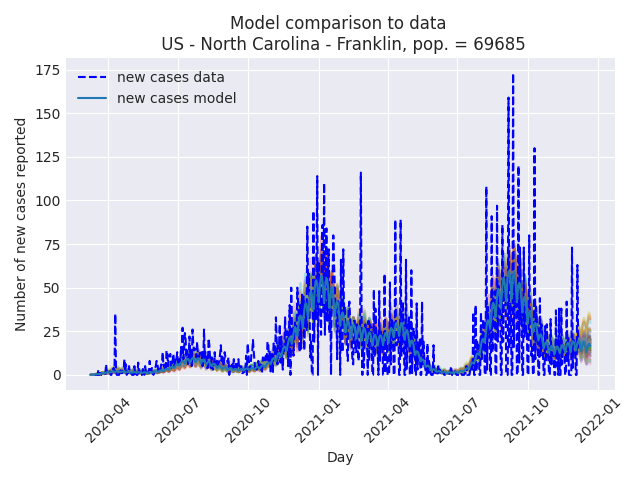 Model comparison to data
US - North Carolina - Franklin, pop. = 69685
new cases data
new cases model
Number of new cases reported
175
150
125
100
75
50
25
0
2020-04
2020-07
2020-10
2021-01
2021-04
2021-07
2021-10
2022-01
Day